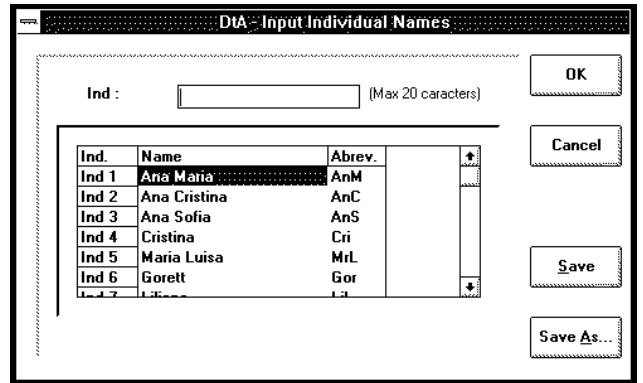 DtA - Input Individual Names
Ind :
(Max 20 caracters)
OK
Cancel
Ind. Name Abrev.
Ind 1 Ana Maria AnM
Ind 2 Ana Cristina AnC
Ind 3 Ana Sofia AnS
Ind 4 Cristina Cri
Ind 5 Maria Luisa MrL
Ind 6 Gorett Gor
Ind 7
Save
Save As...